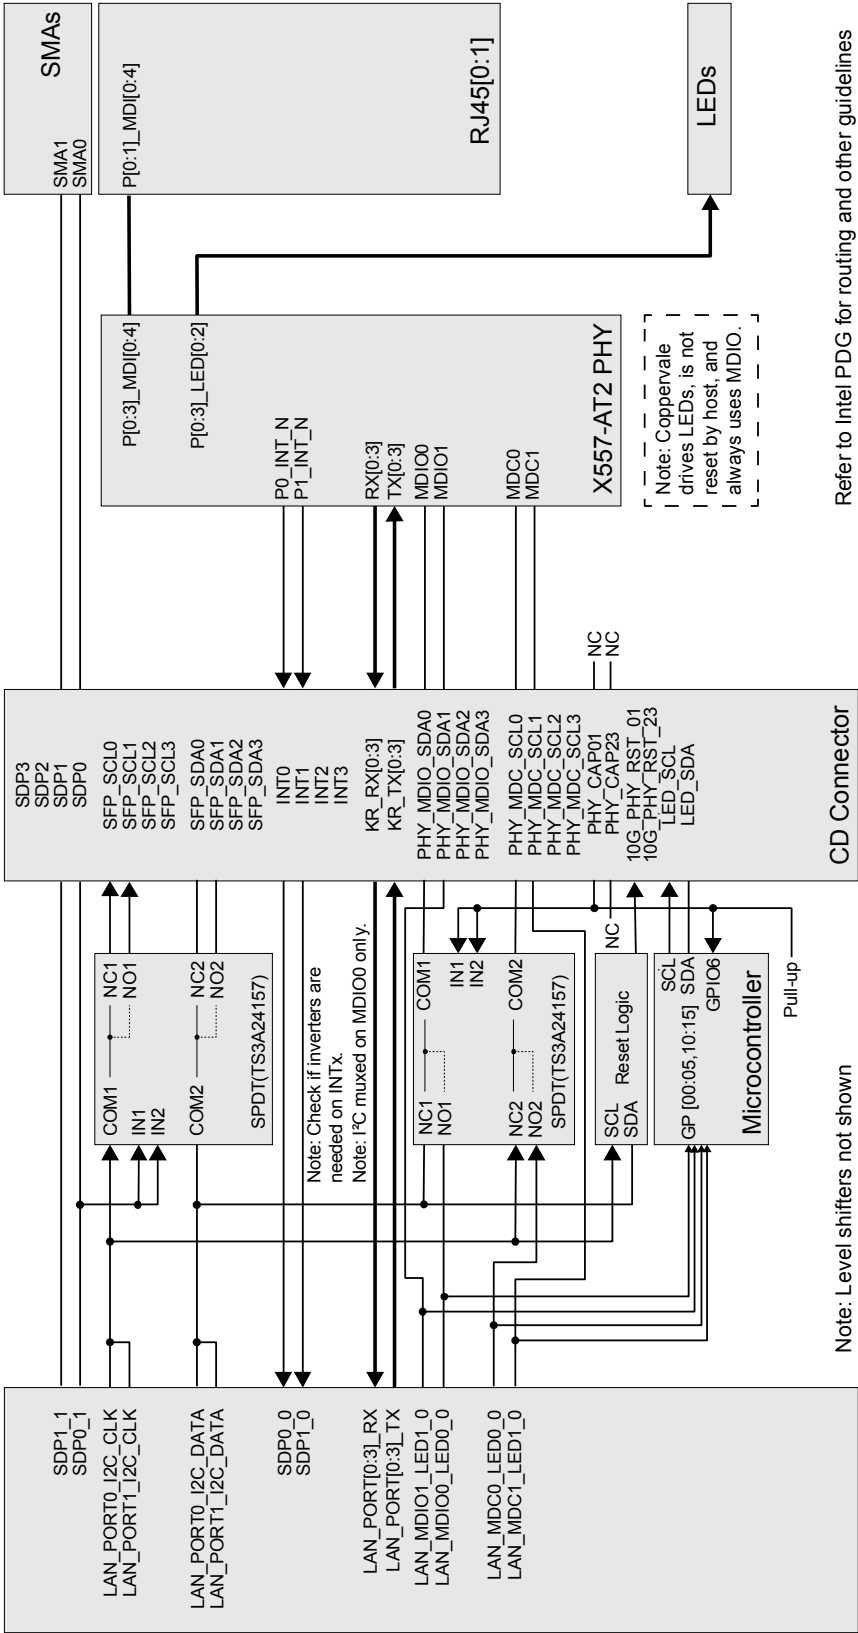 SDP1_1
SDP0_1
LAN_PORT0_I2C_CLK
LAN_PORT1_I2C_CLK
LAN_PORT0_I2C_DATA
LAN_PORT1_I2C_DATA
SDP0_0
SDP1_0
LAN_PORT[0:3]_RX
LAN_PORT[0:3]_TX
LAN_MDIO1_LED1_0
LAN_MDIO0_LED0_0
LAN_MDC0_LED0_0
LAN_MDC1_LED1_0
COM1
NC1
NO1
IN1
IN2
COM2
NC2
NO2
SPDT(TS3A24157)
Note: Check if inverters are
needed on INTx.
Note: I²C muxed on MDIO0 only.
NC1
NO1
COM1
IN1
IN2
NC2
NO2
COM2
SPDT(TS3A24157)
SCL
SDA
Reset Logic
NC
GP [00:05,10:15]
SCL
SDA
GPIO6
Microcontroller
Pull-up
Note: Level shifters not shown
SDP3
SDP2
SDP1
SDP0
SFP_SCL0
SFP_SCL1
SFP_SCL2
SFP_SCL3
SFP_SDA0
SFP_SDA1
SFP_SDA2
SFP_SDA3
INT0
INT1
INT2
INT3
KR_RX[0:3]
KR_TX[0:3]
PHY_MDIO_SDA0
PHY_MDIO_SDA1
PHY_MDIO_SDA2
PHY_MDIO_SDA3
PHY_MDC_SCL0
PHY_MDC_SCL1
PHY_MDC_SCL2
PHY_MDC_SCL3
PHY_CAP01
PHY_CAP23
10G_PHY_RST_01
10G_PHY_RST_23
LED_SCL
LED_SDA
CD Connector
NC
NC
P[0:3]_MDI[0:4]
P[0:3]_LED[0:2]
P0_INT_N
P1_INT_N
RX[0:3]
TX[0:3]
MDIO0
MDIO1
MDC0
MDC1
X557-AT2 PHY
Note: Coppervale
drives LEDs, is not
reset by host, and
always uses MDIO.
SMAs
SMA1
SMA0
P[0:1]_MDI[0:4]
RJ45[0:1]
LEDs
Refer to Intel PDG for routing and other guidelines